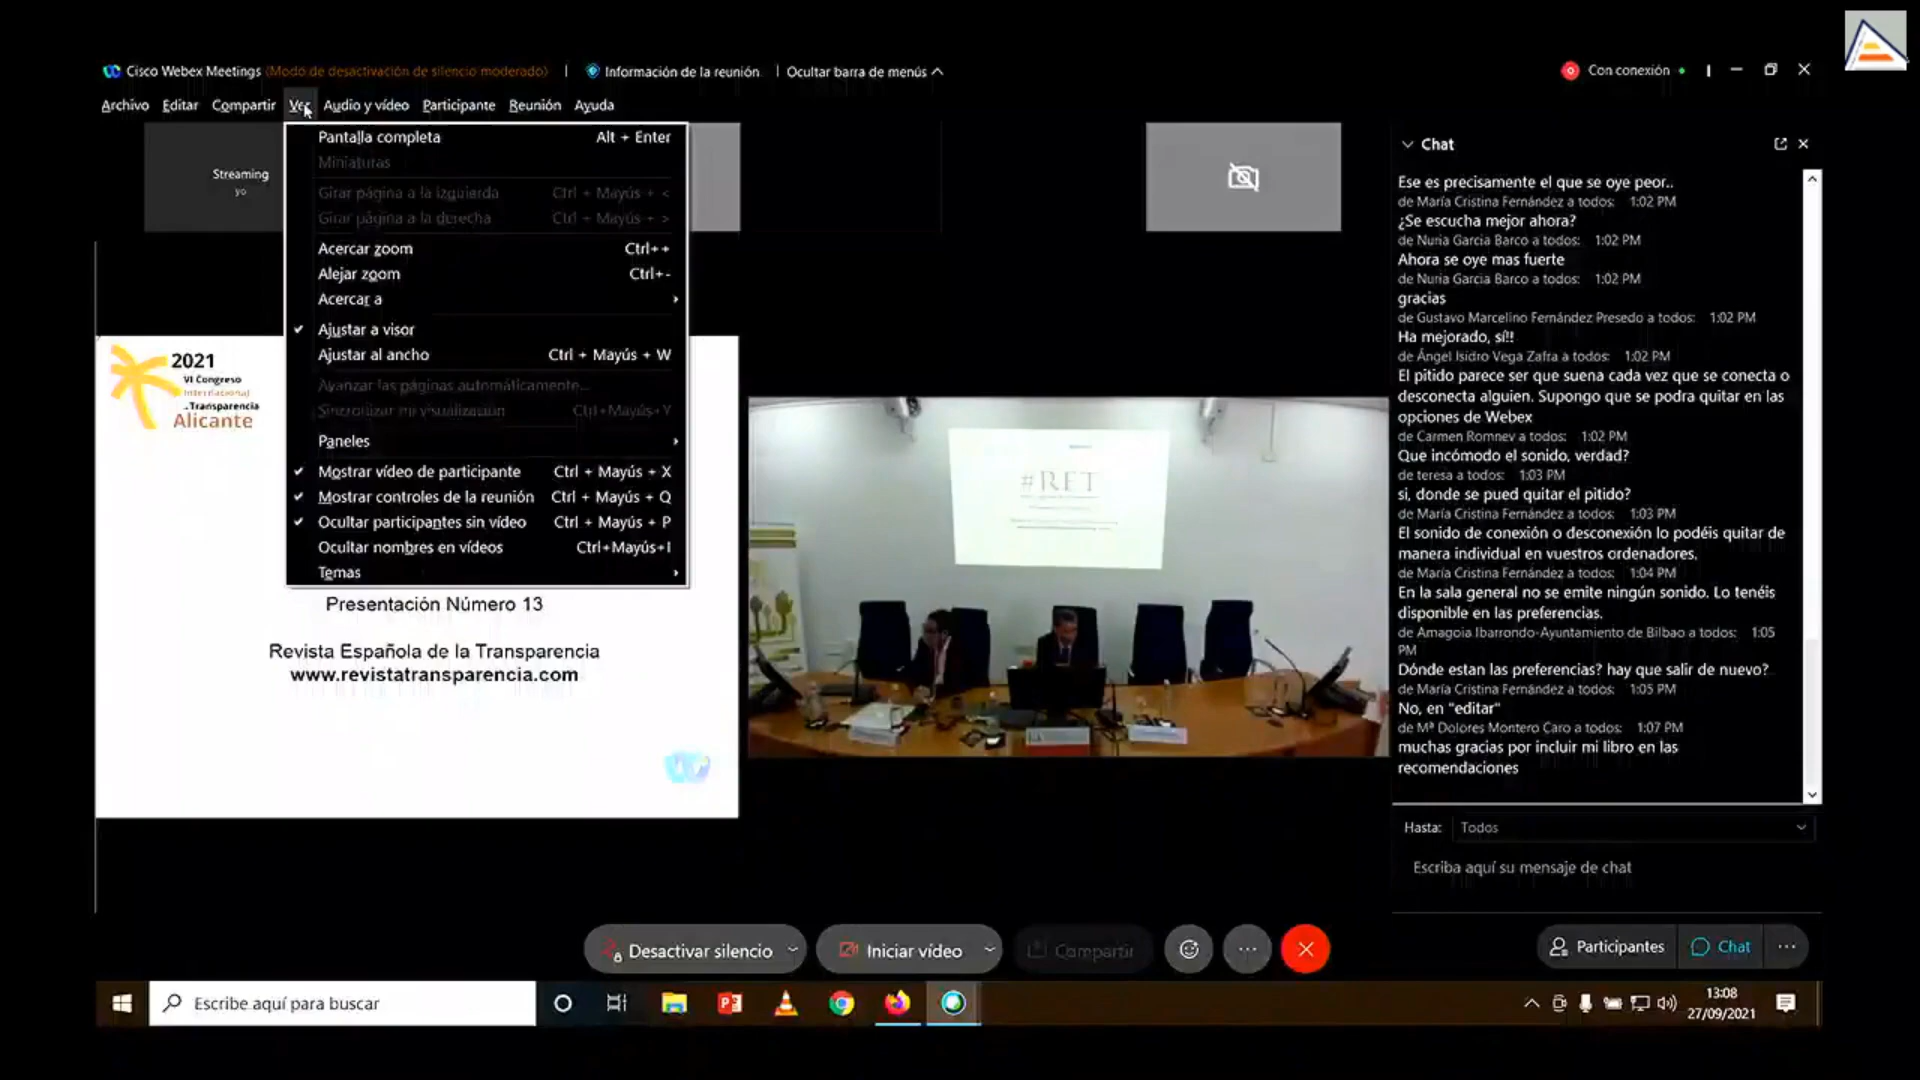 Cisco Webex Meetings (Modo de desactivación de silencio moderado) | Información de la reunión | Ocultar barra de menús
Con conexión
Archivo Editar Compartir Ver Audio y vídeo Participante Reunión Ayuda
Streaming
yo
Pantalla completa Alt + Enter
Miniaturas
Girar página a la izquierda Ctrl + Mayús + <
Girar página a la derecha Ctrl + Mayús + >
Acercar zoom Ctrl++
Alejar zoom Ctrl+-
Acercar a
Ajustar a visor
Ajustar al ancho Ctrl + Mayús + W
Avanzar las páginas automáticamente...
Sincronizar mi visualización Ctrl+Mayús+Y
Paneles
Mostrar vídeo de participante Ctrl + Mayús + X
Mostrar controles de la reunión Ctrl + Mayús + Q
Ocultar participantes sin vídeo Ctrl + Mayús + P
Ocultar nombres en vídeos Ctrl+Mayús+I
Temas
2021
VI Congreso
Internacional
Transparencia
Alicante
Presentación Número 13
Revista Española de la Transparencia
www.revistatransparencia.com
#RET
Chat
Ese es precisamente el que se oye peor..
de María Cristina Fernández a todos: 1:02 PM
¿Se escucha mejor ahora?
de Nuria Garcia Barco a todos: 1:02 PM
Ahora se oye mas fuerte
de Nuria Garcia Barco a todos: 1:02 PM
gracias
de Gustavo Marcelino Fernández Presedo a todos: 1:02 PM
Ha mejorado, sí!!
de Ángel Isidro Vega Zafra a todos: 1:02 PM
El pitido parece ser que suena cada vez que se conecta o
desconecta alguien. Supongo que se podra quitar en las
opciones de Webex
de Carmen Romney a todos: 1:02 PM
Que incómodo el sonido, verdad?
de teresa a todos: 1:03 PM
si, donde se pued quitar el pitido?
de María Cristina Fernández a todos: 1:03 PM
El sonido de conexión o desconexión lo podéis quitar de
manera individual en vuestros ordenadores.
de María Cristina Fernández a todos: 1:04 PM
En la sala general no se emite ningún sonido. Lo tenéis
disponible en las preferencias.
de Amagoia Ibarrondo-Ayuntamiento de Bilbao a todos: 1:05
PM
Dónde estan las preferencias? hay que salir de nuevo?
de María Cristina Fernández a todos: 1:05 PM
No, en "editar"
de Mª Dolores Montero Caro a todos: 1:07 PM
muchas gracias por incluir mi libro en las
recomendaciones
Hasta: Todos
Escriba aquí su mensaje de chat
Desactivar silencio Iniciar vídeo Compartir
Participantes Chat
Escribe aquí para buscar
13:08
27/09/2021